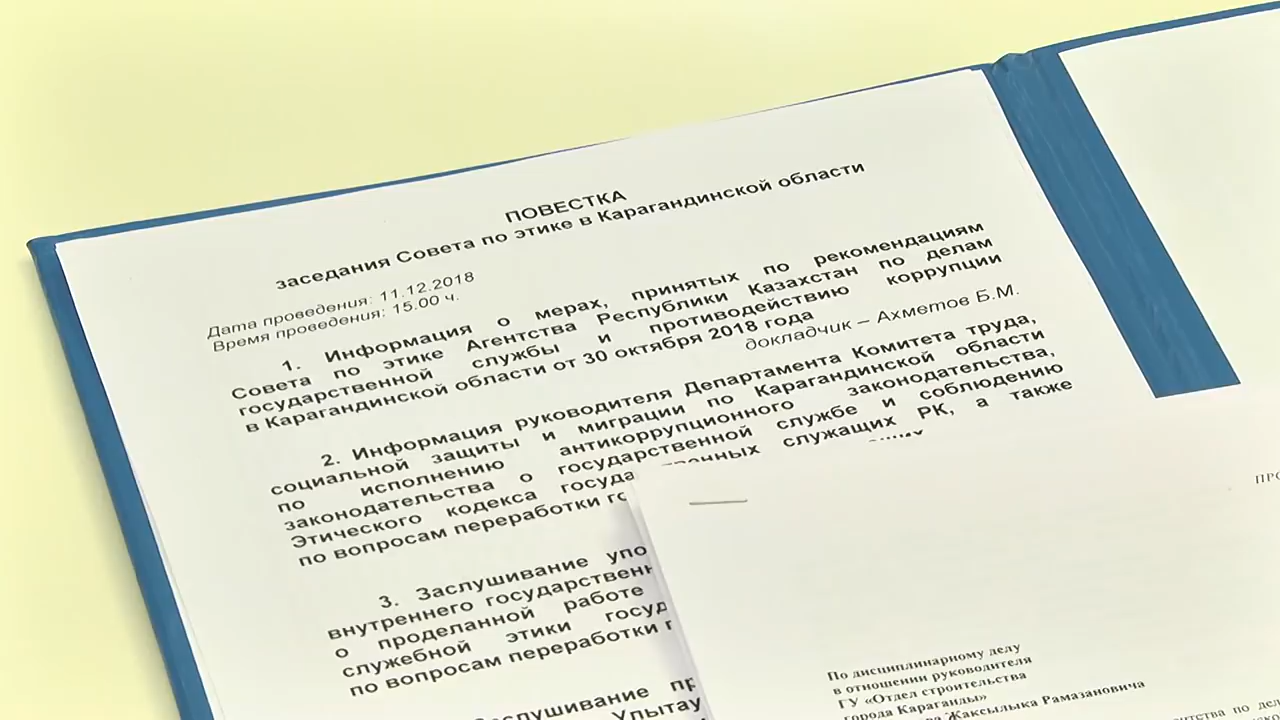 ПОВЕСТКА
заседания Совета по этике в Карагандинской области
Дата проведения: 11.12.2018
Время проведения: 15.00 ч.
1. Информация о мерах, принятых по рекомендациям
Совета по этике Агентства Республики Казахстан по делам
государственной службы и противодействию коррупции
в Карагандинской области от 30 октября 2018 года
докладчик – Ахметов Б.М.
2. Информация руководителя Департамента Комитета труда,
социальной защиты и миграции по Карагандинской области
по исполнению антикоррупционного законодательства,
законодательства о государственной службе и соблюдению
Этического кодекса служащих РК, а также
по вопросам переработки
3. Заслушивание
внутреннего
о проделанной работе
служебной этики
по вопросам переработки
По дисциплинарному делу
в отношении руководителя
ГУ «Отдел строительства
города Караганды»
Жаксылыка Рамазановича